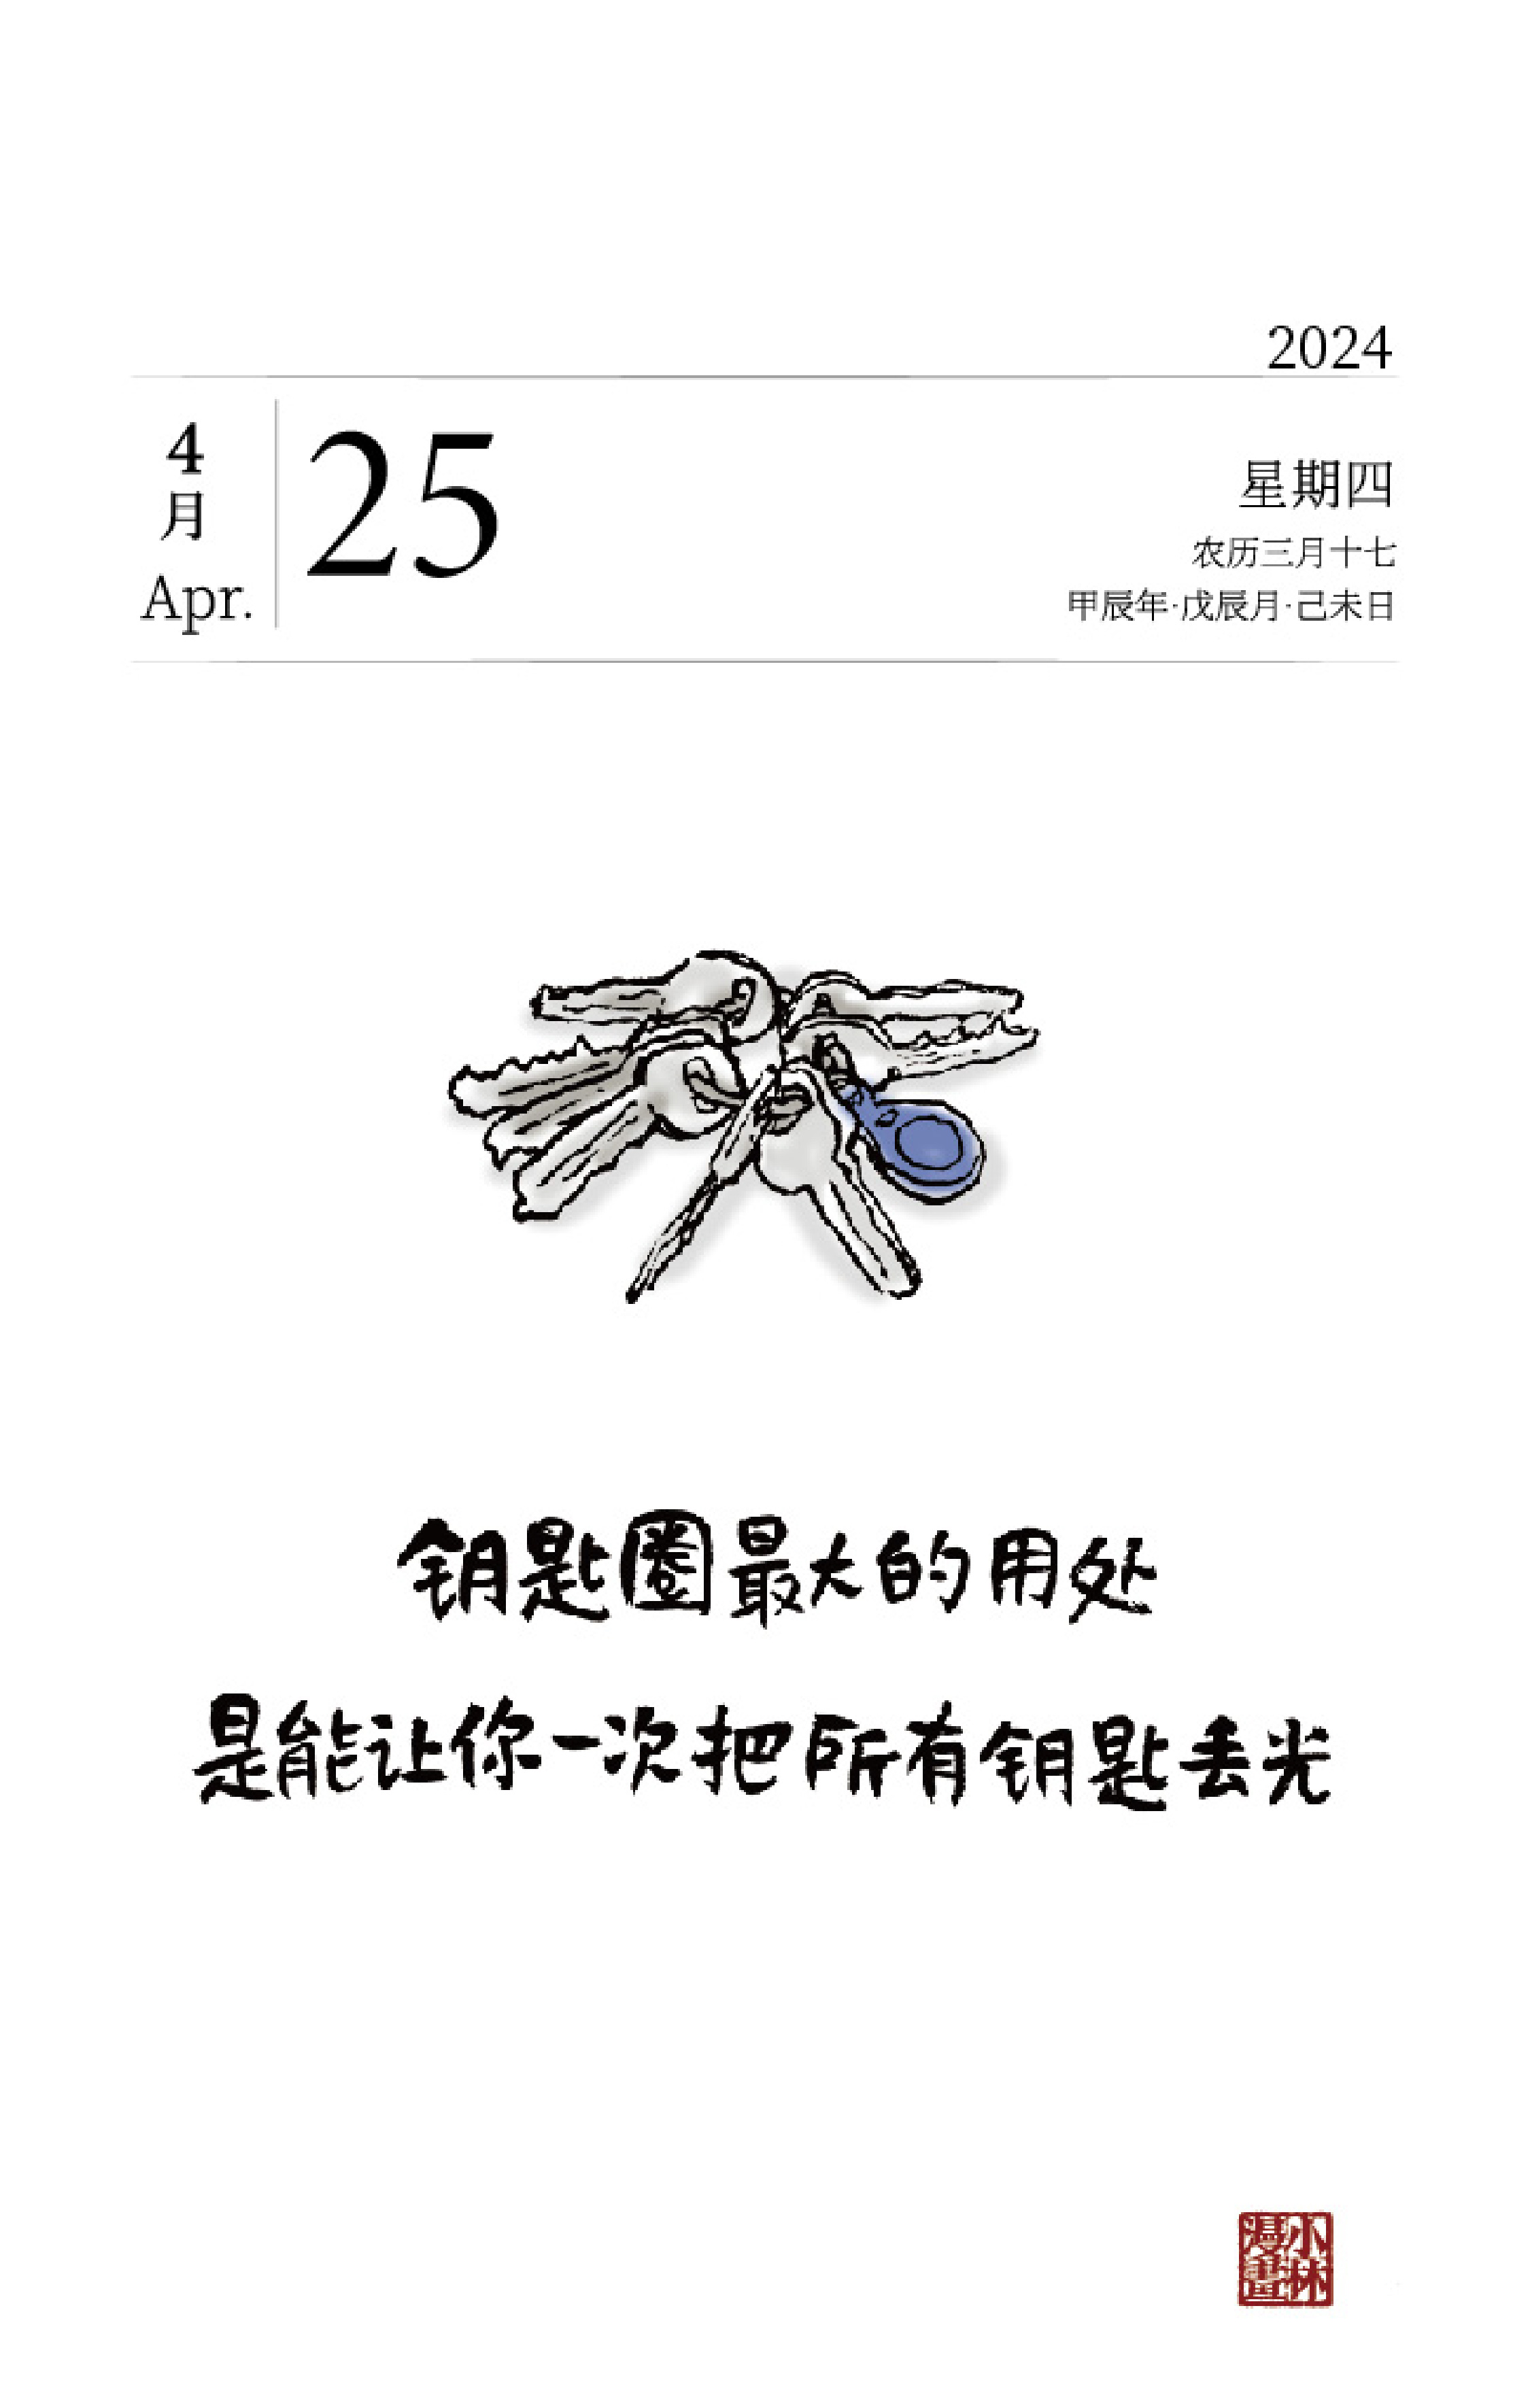 2024
4
月
Apr.
25
星期四
农历三月十七
甲辰年·戊辰月·己未日
钥匙圈最大的用处
是能让你一次把所有钥匙丢光
小林
漫畫